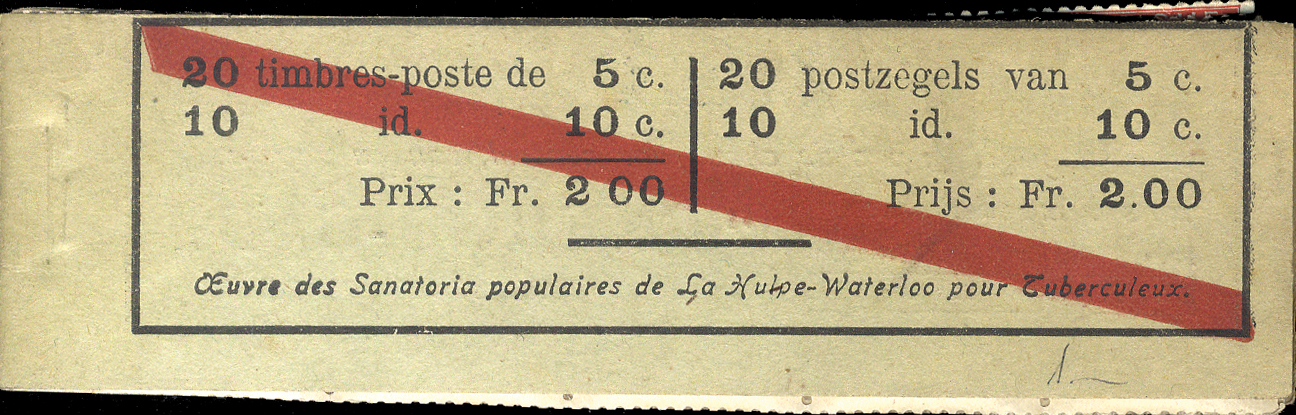 20 timbres-poste de 5 c.
10 id. 10 c.
Prix : Fr. 2 00
20 postzegels van 5 c.
10 id. 10 c.
Prijs : Fr. 2.00
Œuvre des Sanatoria populaires de La Hulpe-Waterloo pour Tuberculeux.